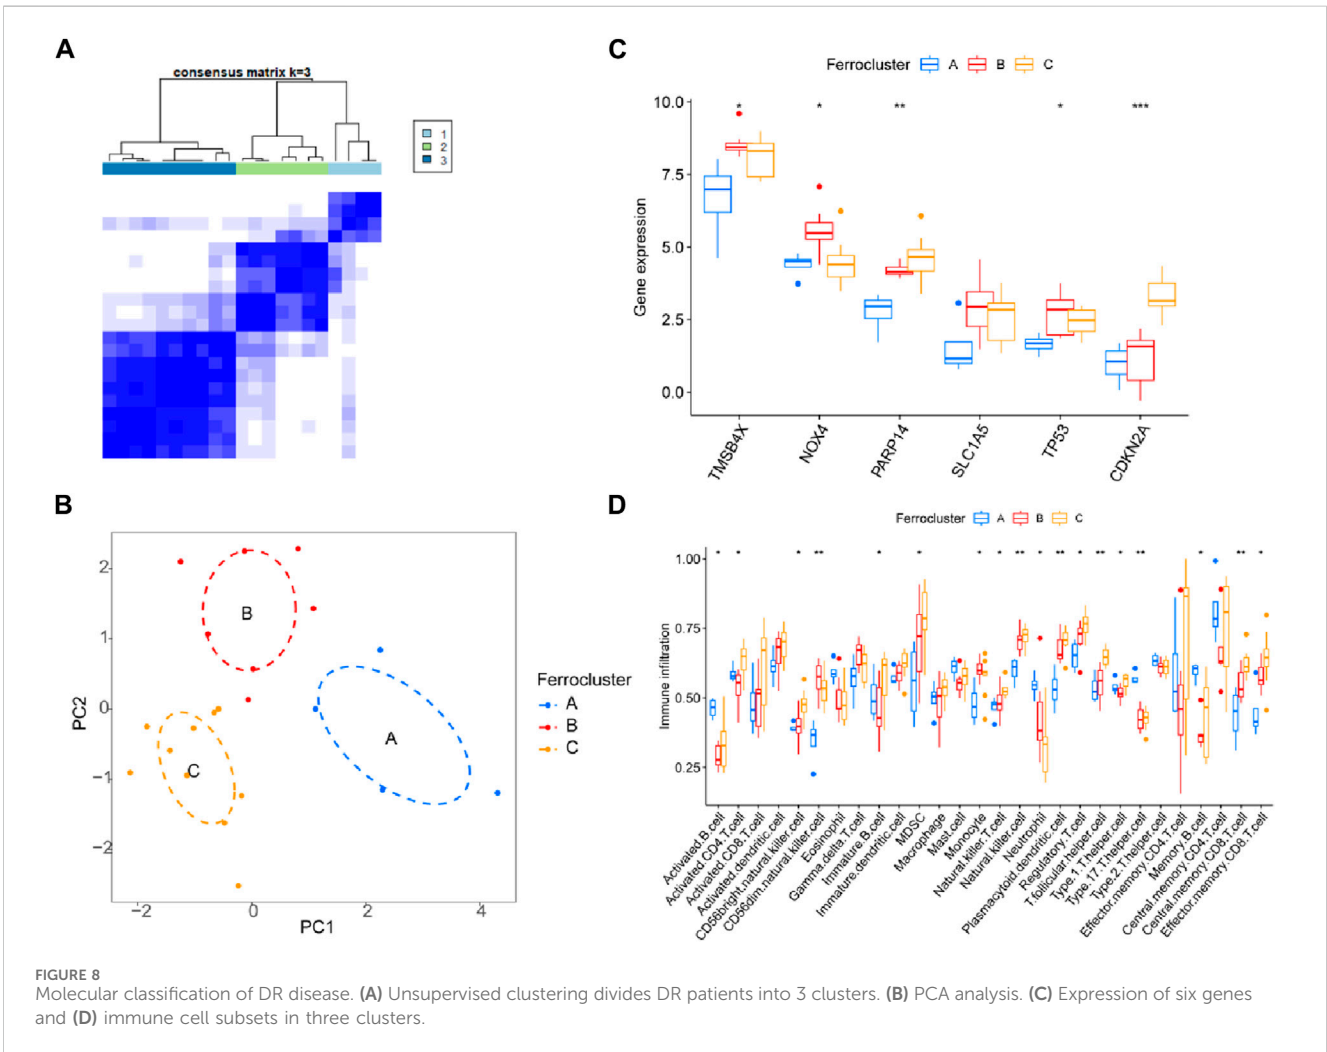 A
consensus matrix k=3
1
2
3
B
2
1
0
−1
−2
PC2
B
A
C
−2
0
2
4
PC1
Ferrocluster
A
B
C
C
Ferrocluster A B C
10.0
7.5
5.0
2.5
0.0
Gene expression
* * ** * ***
TMSB4X
NOX4
PARP14
SLC1A5
TP53
CDKN2A
D
Ferrocluster A B C
1.00
0.75
0.50
0.25
Immune infiltration
* * * ** * * * * ** * ** * ** * ** * ** *
Activated.B.cell
Activated.CD4.T.cell
Activated.CD8.T.cell
Activated.dendritic.cell
CD56bright.natural.killer.cell
CD56dim.natural.killer.cell
Eosinophil
Gamma.delta.T.cell
Immature.B.cell
Immature.dendritic.cell
MDSC
Macrophage
Mast.cell
Monocyte
Natural.killer.T.cell
Natural.killer.cell
Neutrophil
Plasmacytoid.dendritic.cell
Regulatory.T.cell
T.follicular.helper.cell
Type.1.T.helper.cell
Type.17.T.helper.cell
Type.2.T.helper.cell
Effector.memory.CD4.T.cell
Memory.B.cell
Central.memory.CD4.T.cell
Central.memory.CD8.T.cell
Effector.memory.CD8.T.cell
FIGURE 8
Molecular classification of DR disease. (A) Unsupervised clustering divides DR patients into 3 clusters. (B) PCA analysis. (C) Expression of six genes
and (D) immune cell subsets in three clusters.